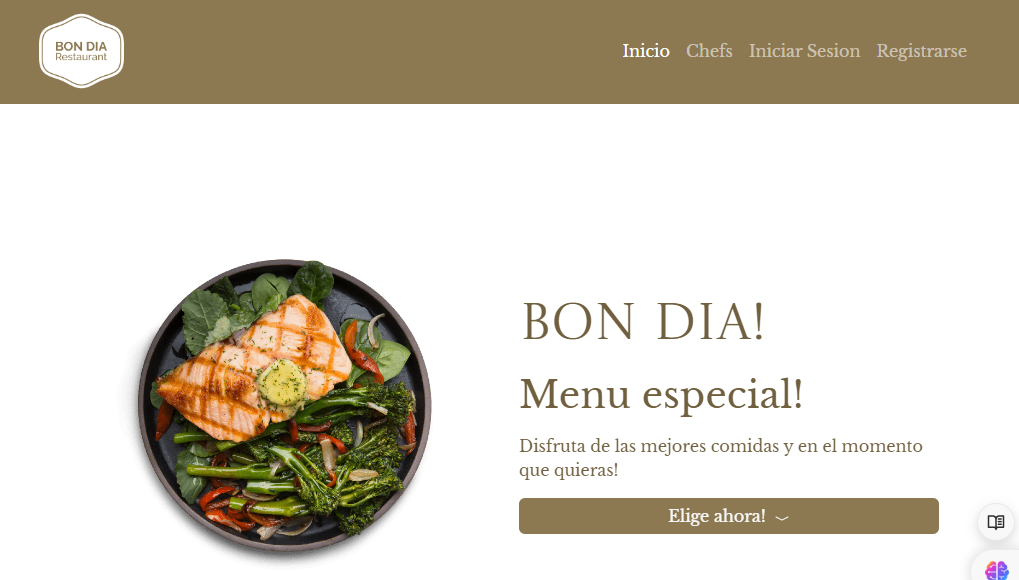 BON DIA
Restaurant
Inicio Chefs Iniciar Sesion Registrarse
BON DIA!
Menu especial!
Disfruta de las mejores comidas y en el momento
que quieras!
Elige ahora!